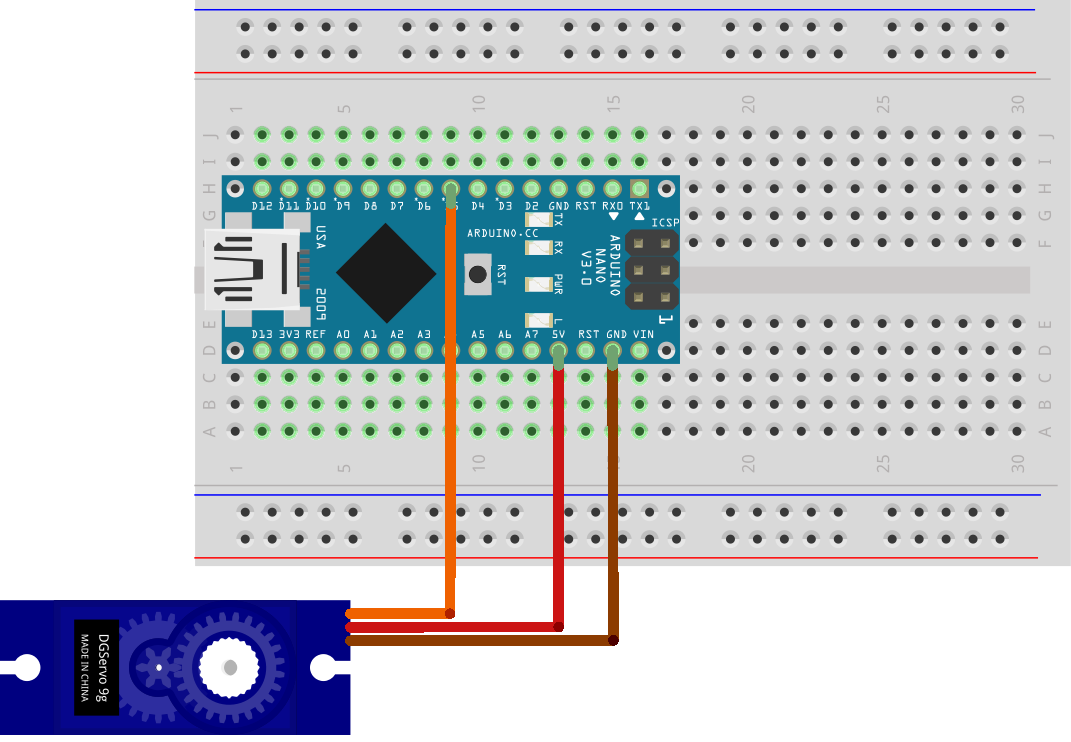 1 5 10 15 20 25 30
J J
I I
H H
D12 D11 D10 *D9 D8 D7 *D6 D4 *D3 D2 GND RST RX0 TX1
G G
TX
ICSP
USA
ARDUINO.CC
F F
RX
RST
ARDUINO
NANO
V3.0
PWR
2009
L
1
E E
D13 3V3 REF A0 A1 A2 A3 A5 A6 A7 5V RST GND VIN
D D
C C
B B
A A
1 5 10 20 25 30
DGServo 9g
MADE IN CHINA